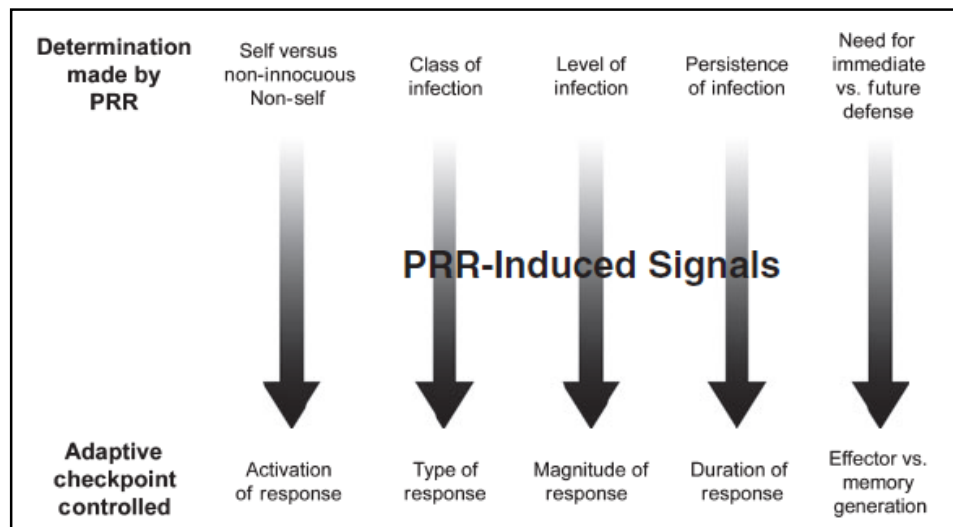 Determination
made by
PRR
Self versus
non-innocuous
Non-self
Class of
infection
Level of
infection
Persistence
of infection
Need for
immediate
vs. future
defense
PRR-Induced Signals
Adaptive
checkpoint
controlled
Activation
of response
Type of
response
Magnitude of
response
Duration of
response
Effector vs.
memory
generation